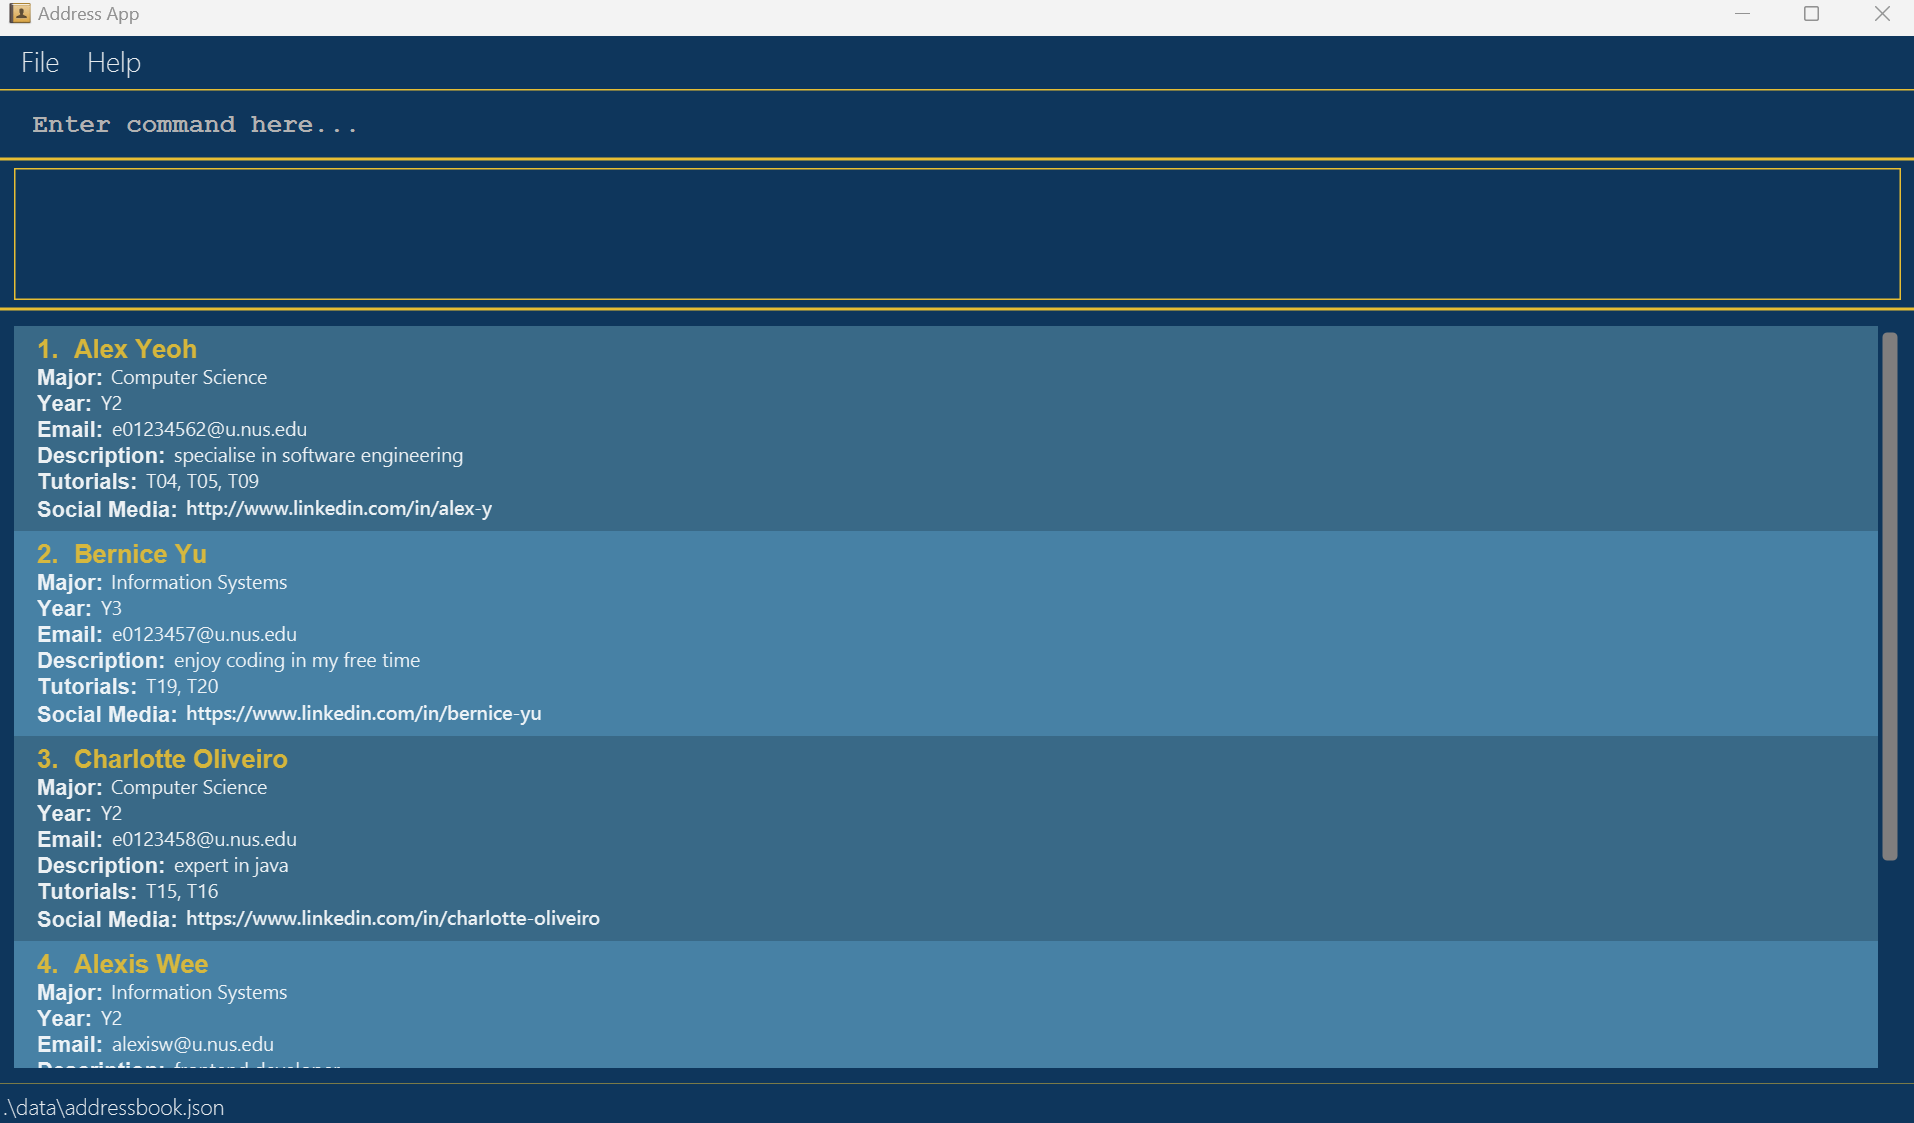 Address App
File Help
Enter command here...
1. Alex Yeoh
Major: Computer Science
Year: Y2
Email: e01234562@u.nus.edu
Description: specialise in software engineering
Tutorials: T04, T05, T09
Social Media: http://www.linkedin.com/in/alex-y
2. Bernice Yu
Major: Information Systems
Year: Y3
Email: e0123457@u.nus.edu
Description: enjoy coding in my free time
Tutorials: T19, T20
Social Media: https://www.linkedin.com/in/bernice-yu
3. Charlotte Oliveiro
Major: Computer Science
Year: Y2
Email: e0123458@u.nus.edu
Description: expert in java
Tutorials: T15, T16
Social Media: https://www.linkedin.com/in/charlotte-oliveiro
4. Alexis Wee
Major: Information Systems
Year: Y2
Email: alexisw@u.nus.edu
Description: frontend developer
.\data\addressbook.json